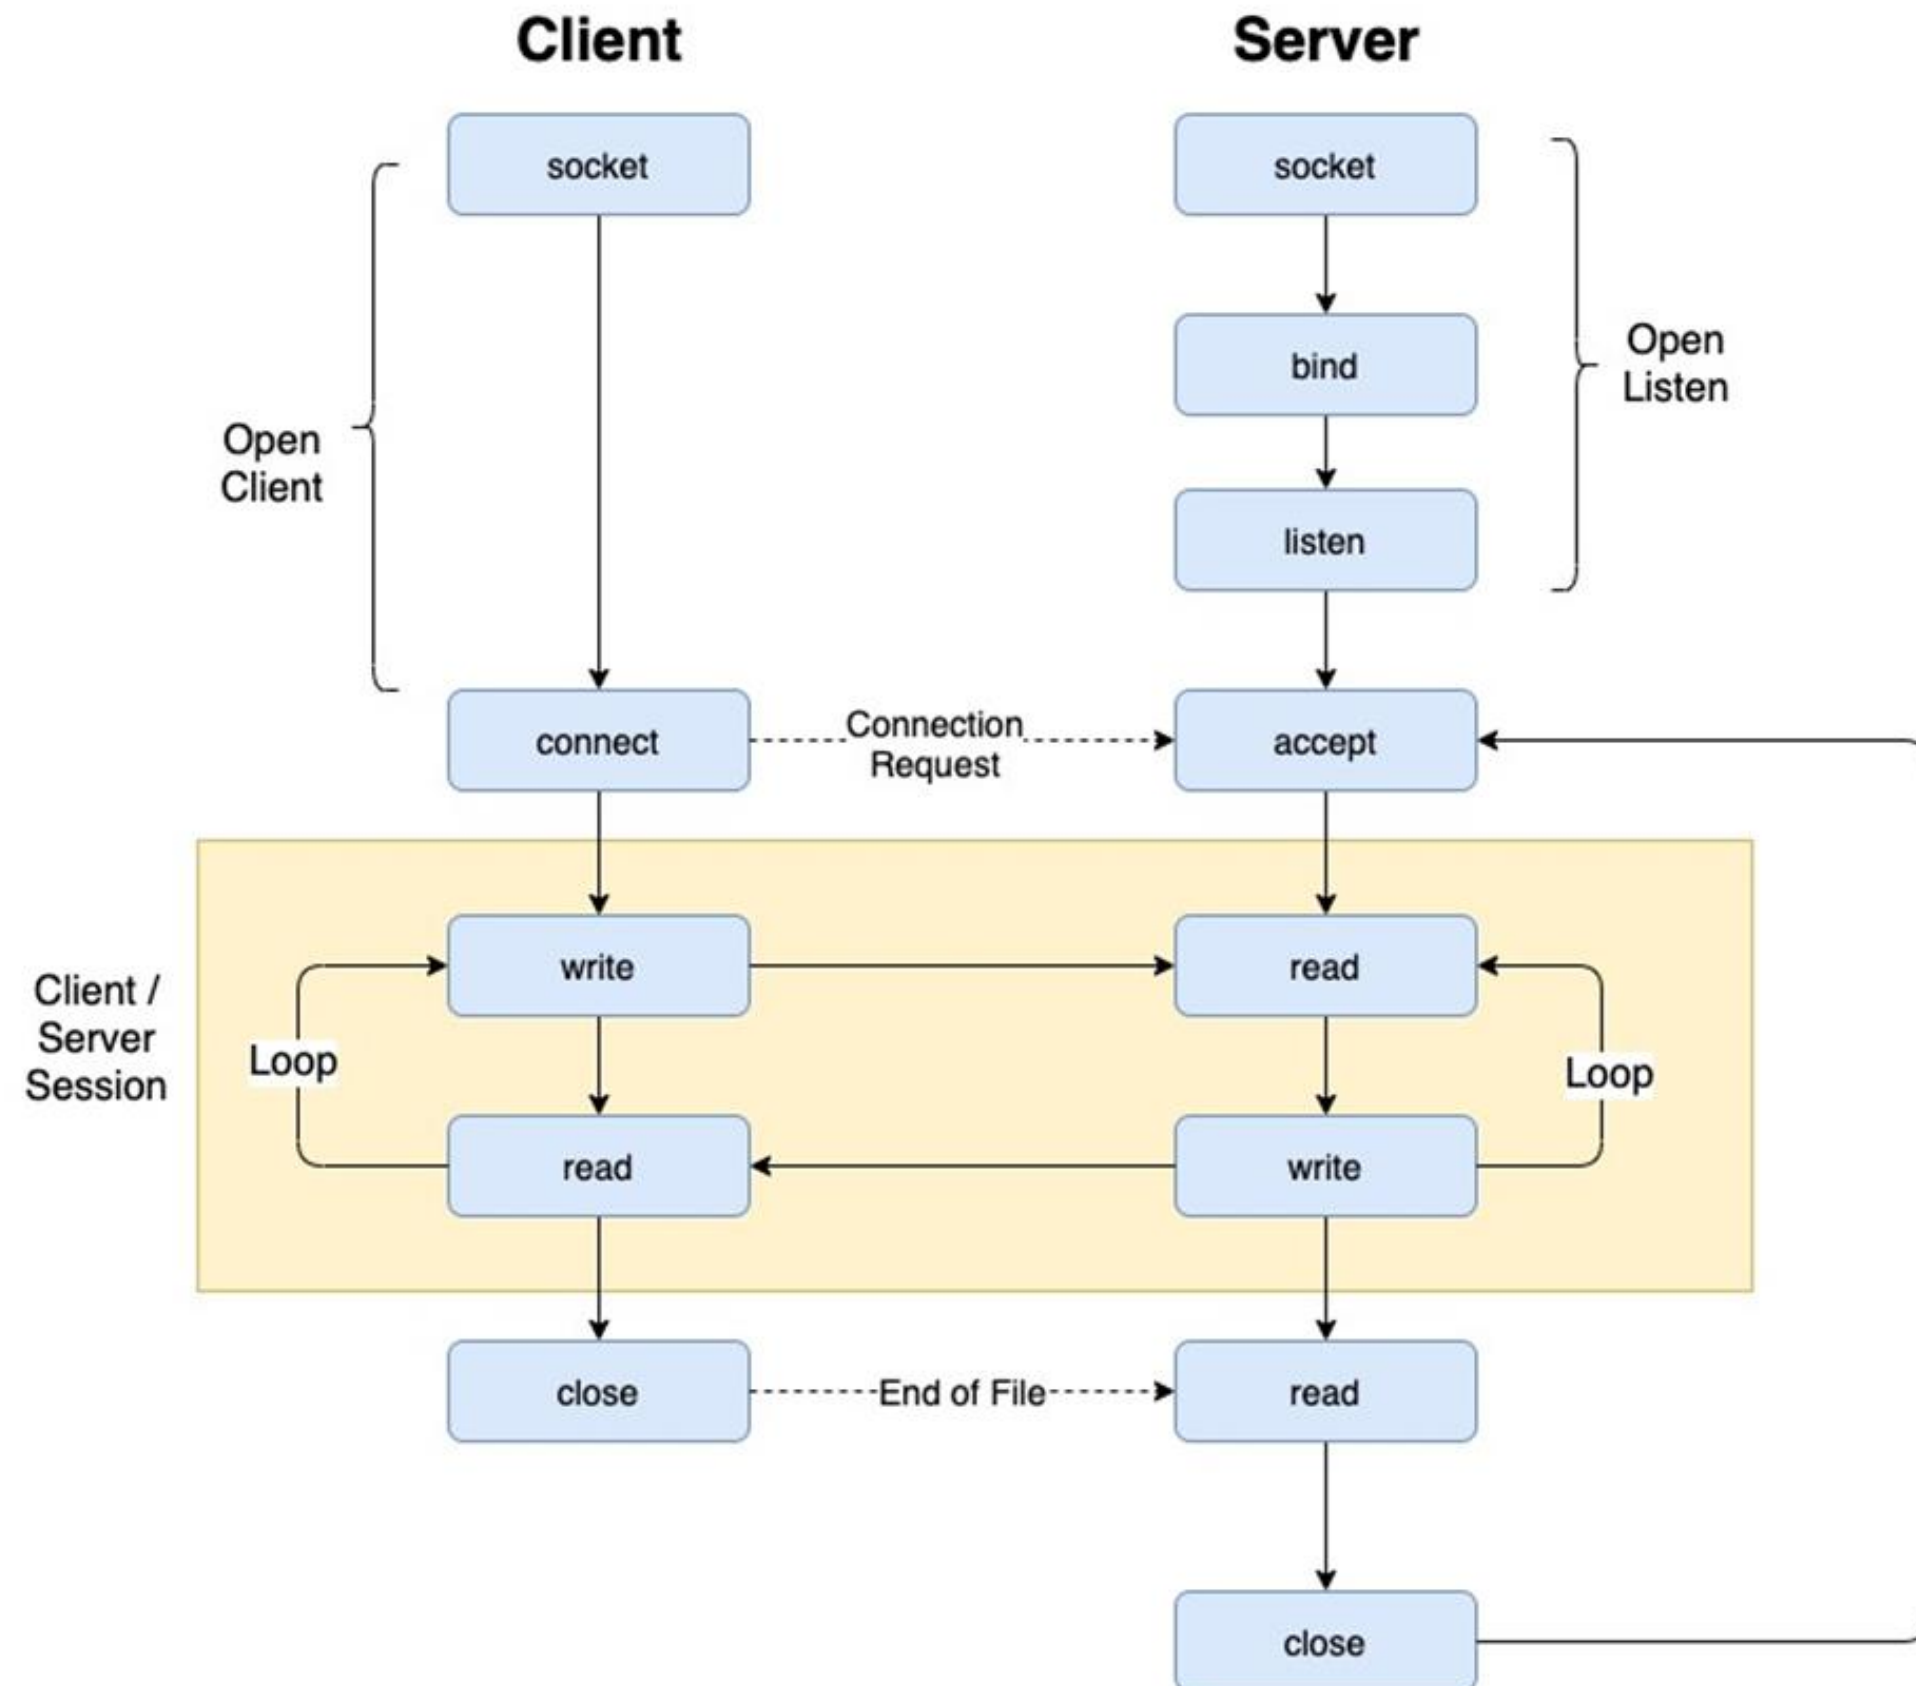 Client
Server
socket
socket
bind
Open
Listen
Open
Client
listen
connect
Connection
Request
accept
write
read
Client /
Server
Session
Loop
Loop
read
write
close
End of File
read
close